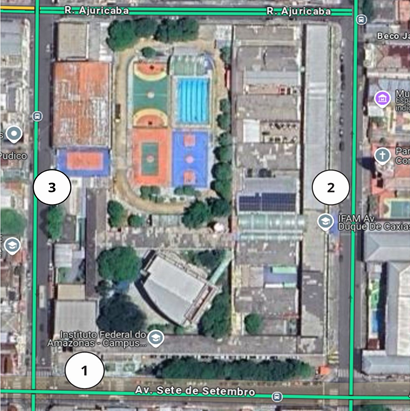 R. Ajuricaba
R. Ajuricaba
Beco
Mu
3
2
IFAM Av.
Duque De Caxias
Instituto Federal do
Amazonas - Campus...
1
Av. Sete de Setembro